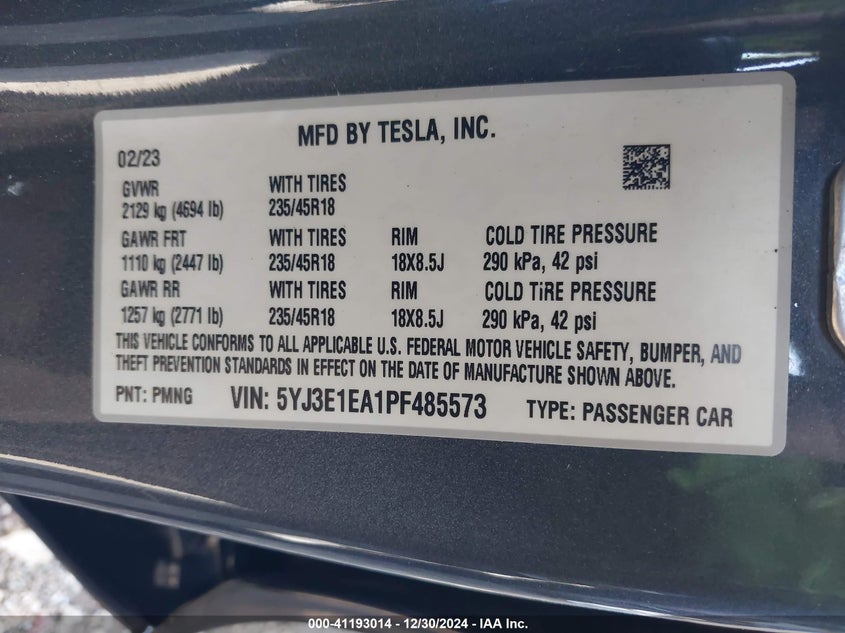 MFD BY TESLA, INC.
02/23
GVWR WITH TIRES
2129 kg (4694 lb) 235/45R18
GAWR FRT WITH TIRES RIM COLD TIRE PRESSURE
1110 kg (2447 lb) 235/45R18 18X8.5J 290 kPa, 42 psi
GAWR RR WITH TIRES RIM COLD TiRE PRESSURE
1257 kg (2771 lb) 235/45R18 18X8.5J 290 kPa, 42 psi
THIS VEHICLE CONFORMS TO ALL APPLICABLE U.S. FEDERAL MOTOR VEHICLE SAFETY, BUMPER, AND
THEFT PREVENTION STANDARDS IN EFFECT ON THE DATE OF MANUFACTURE SHOWN ABOVE.
PNT: PMNG VIN: 5YJ3E1EA1PF485573 TYPE: PASSENGER CAR
000-41193014 - 12/30/2024 - IAA Inc.